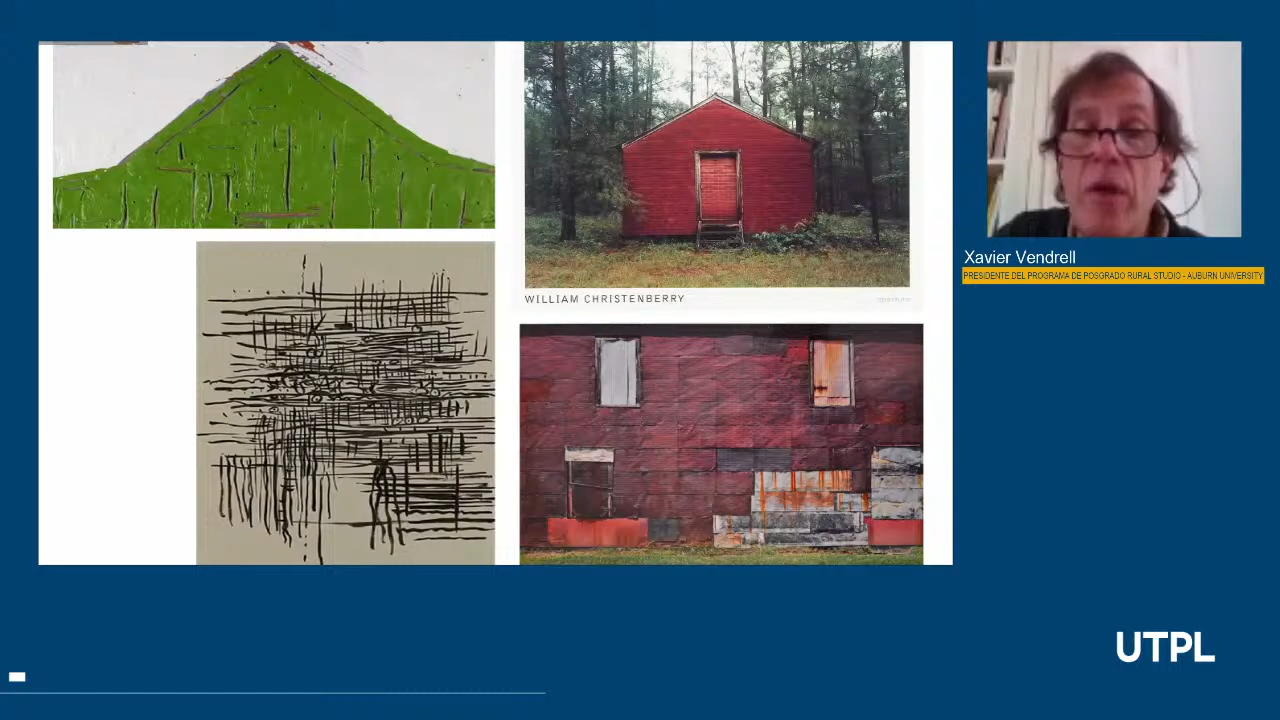 WILLIAM CHRISTENBERRY
Xavier Vendrell
PRESIDENTE DEL PROGRAMA DE POSGRADO RURAL STUDIO - AUBURN UNIVERSITY
UTPL